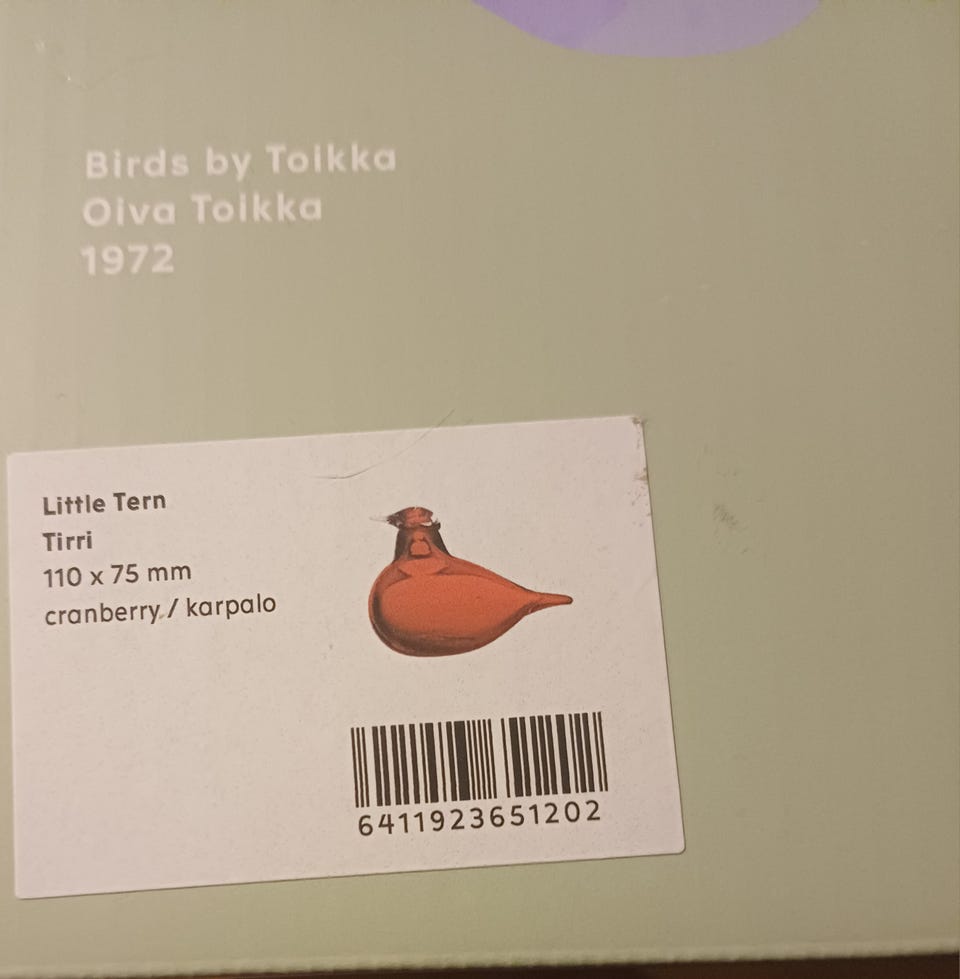 Birds by Toikka
Oiva Toikka
1972
Little Tern
Tirri
110 x 75 mm
cranberry / karpalo
6411923651202